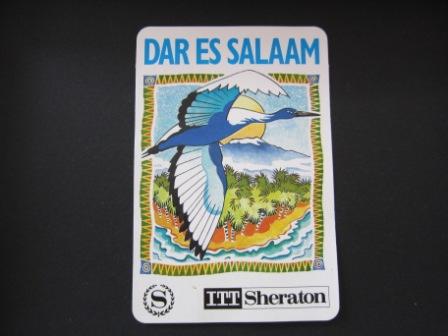 DAR ES SALAAM
S
ITT Sheraton